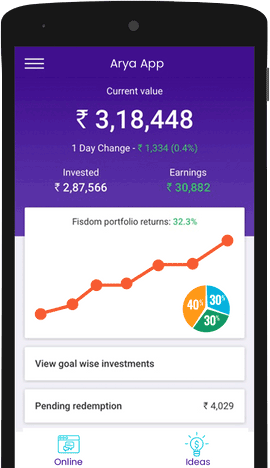 Arya App
Current value
₹ 3,18,448
1 Day Change - ₹ 1,334 (0.4%)
Invested Earnings
₹ 2,87,566 ₹ 30,882
Fisdom portfolio returns: 32.3%
40% 30%
30%
View goal wise investments
Pending redemption ₹ 4,029
Online Ideas